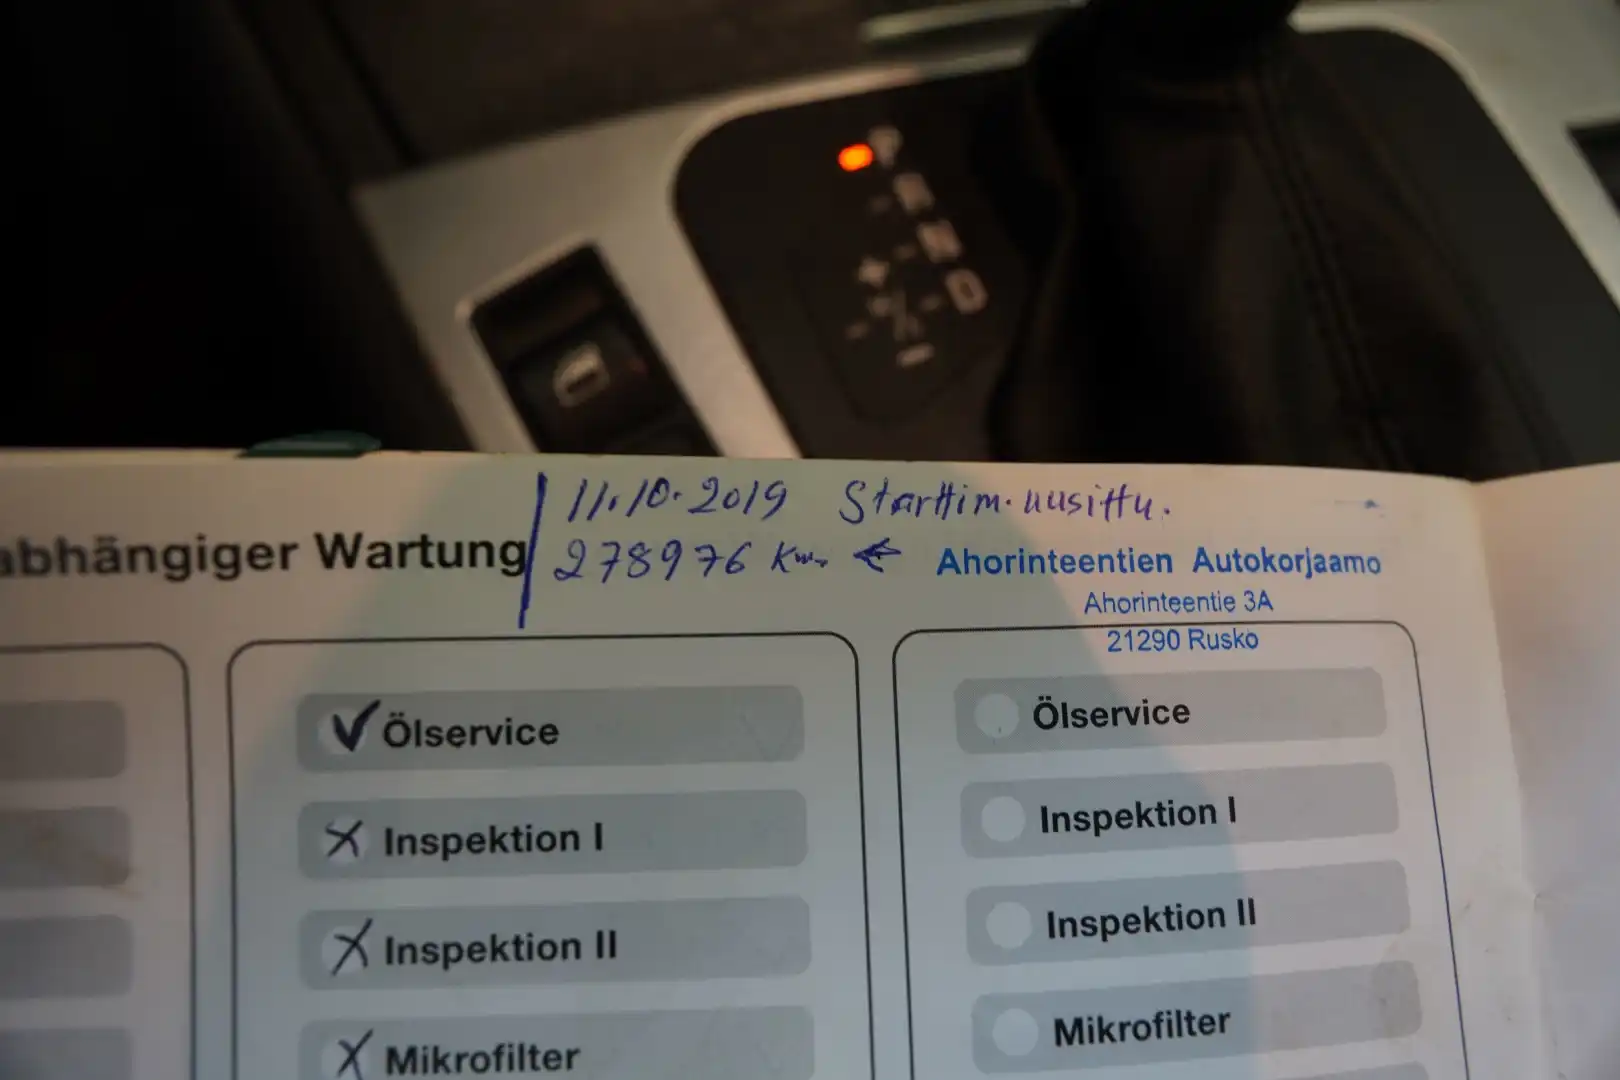 P
R
N
D
+
-
11.10.2019 Starttim. uusittu.
abhängiger Wartung 278976 Km. ← Ahorinteentien Autokorjaamo
Ahorinteentie 3A
21290 Rusko
Ölservice
Inspektion I
Inspektion II
Mikrofilter
Ölservice
Inspektion I
Inspektion II
Mikrofilter